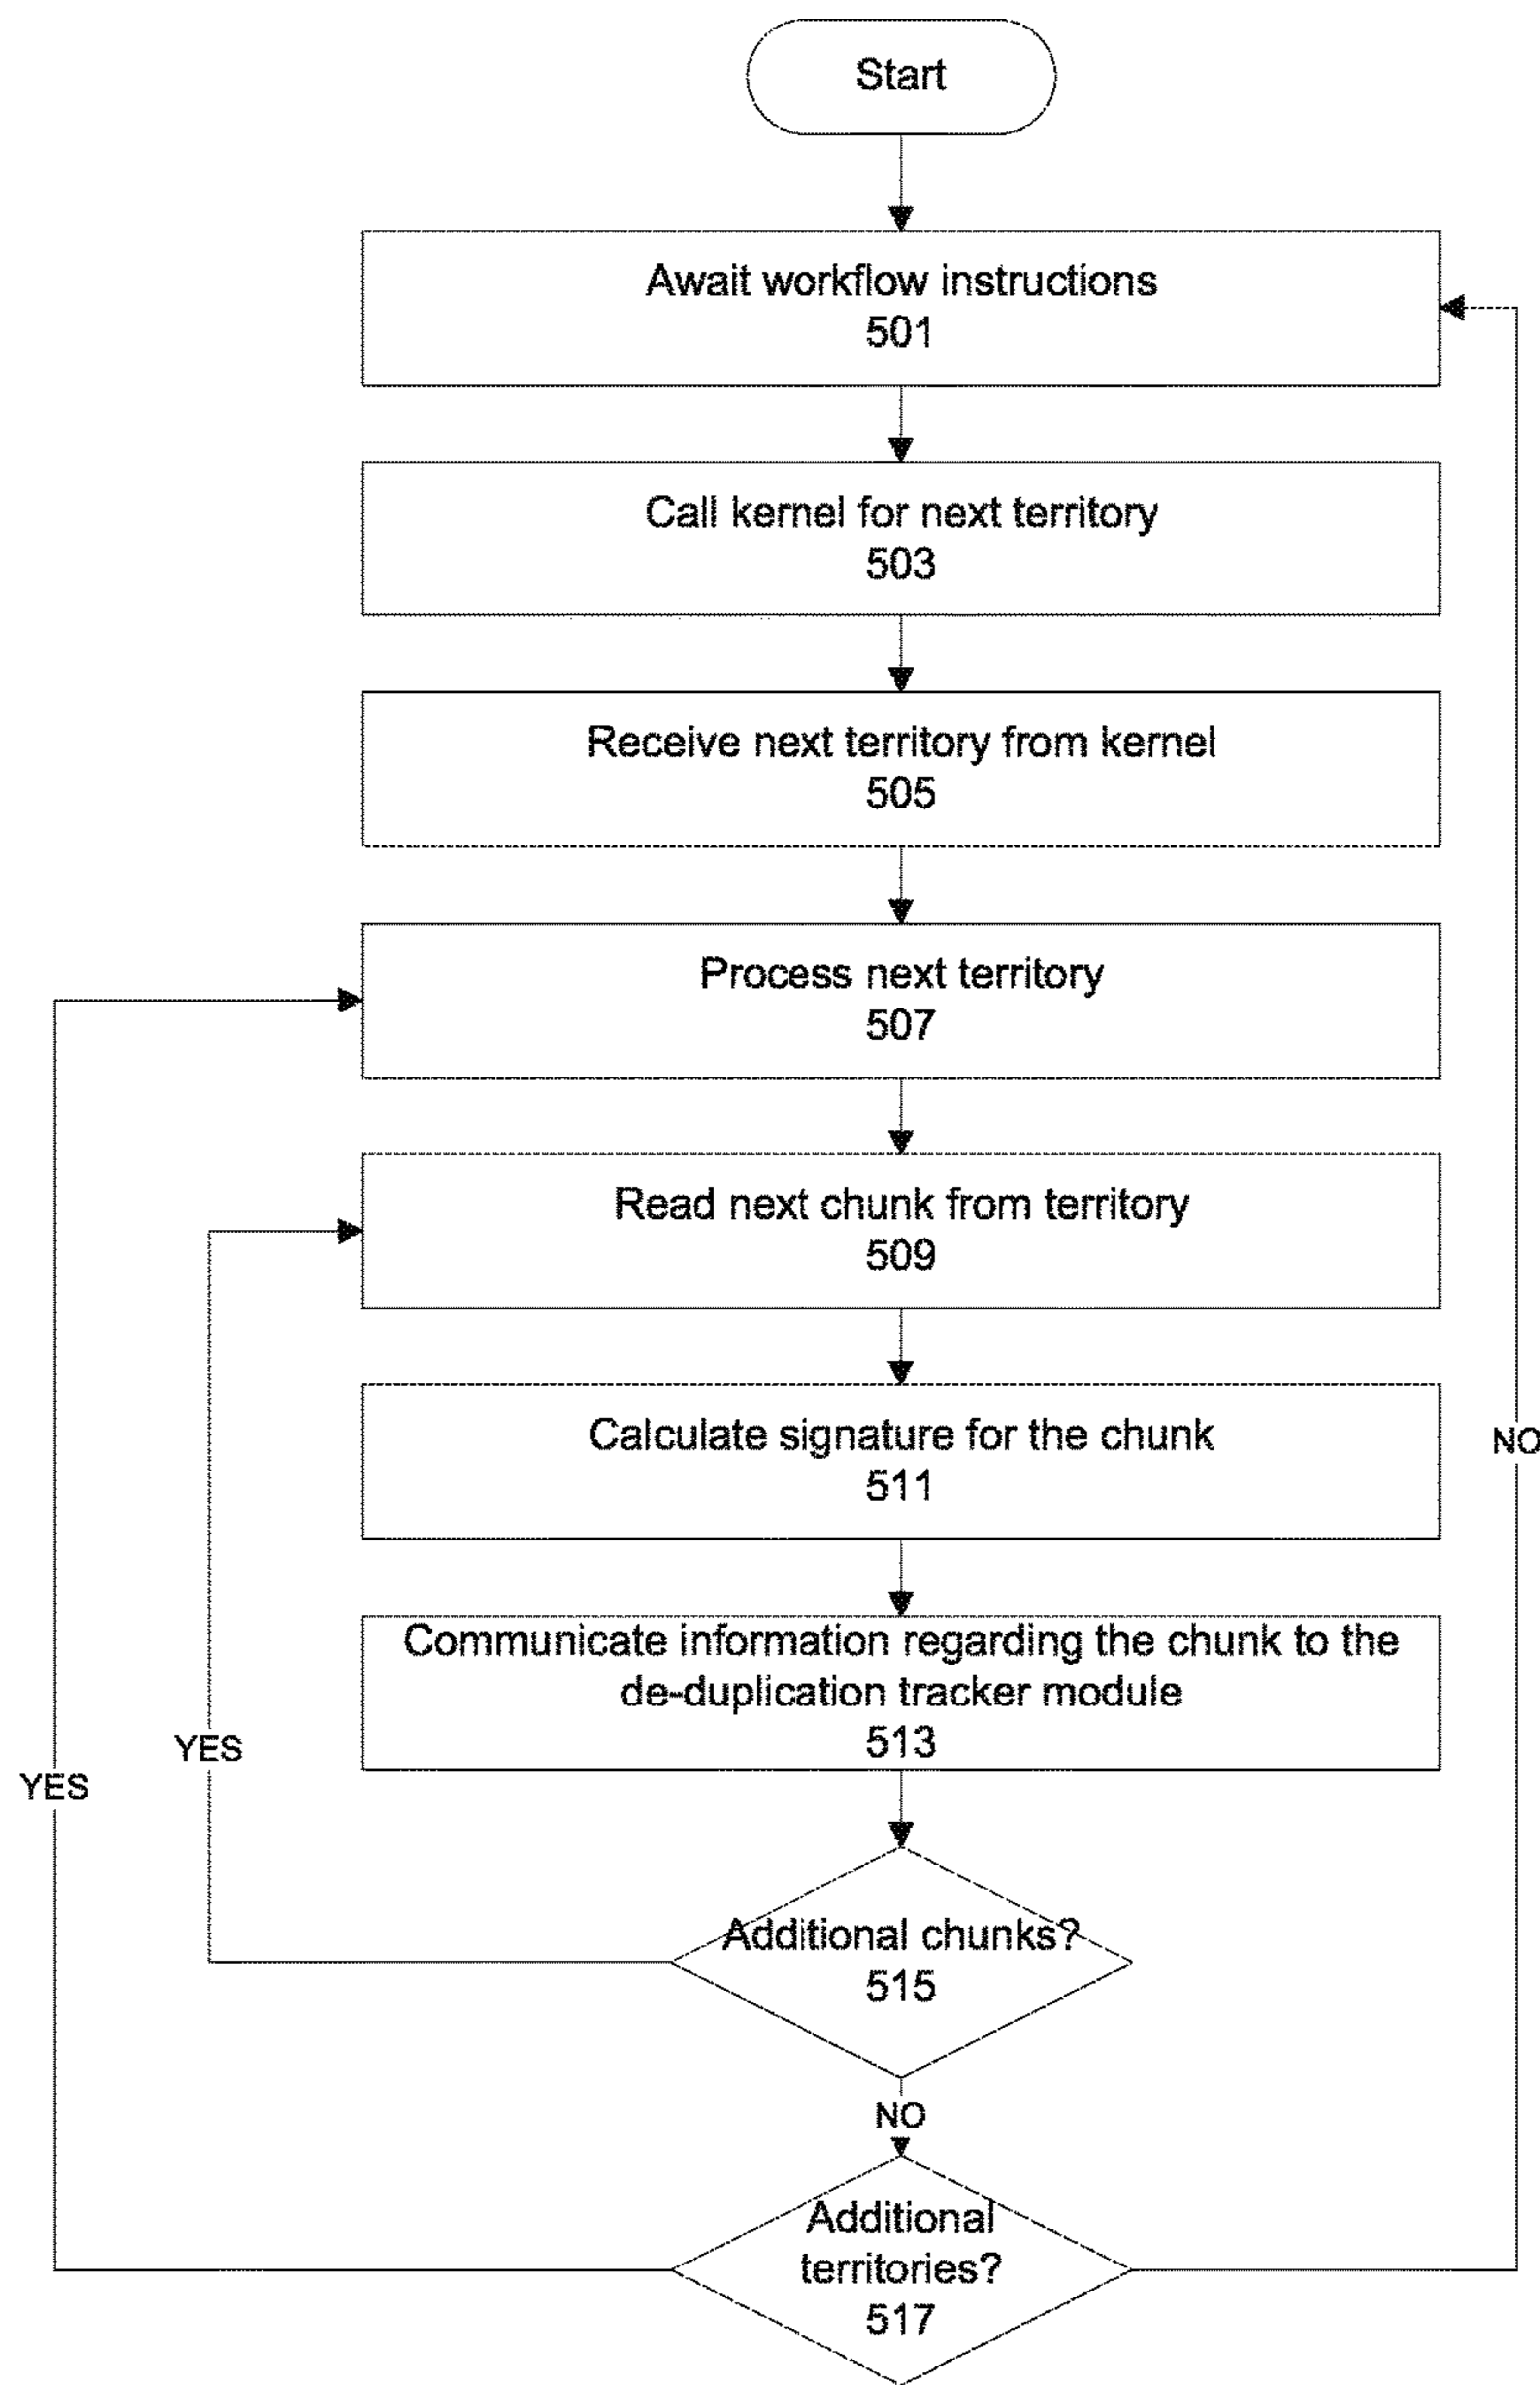 Start
Await workflow instructions
501
Call kernel for next territory
503
Receive next territory from kernel
505
Process next territory
507
Read next chunk from territory
509
Calculate signature for the chunk
511
NO
Communicate information regarding the chunk to the
de-duplication tracker module
513
YES
YES
Additional chunks?
515
NO
Additional
territories?
517